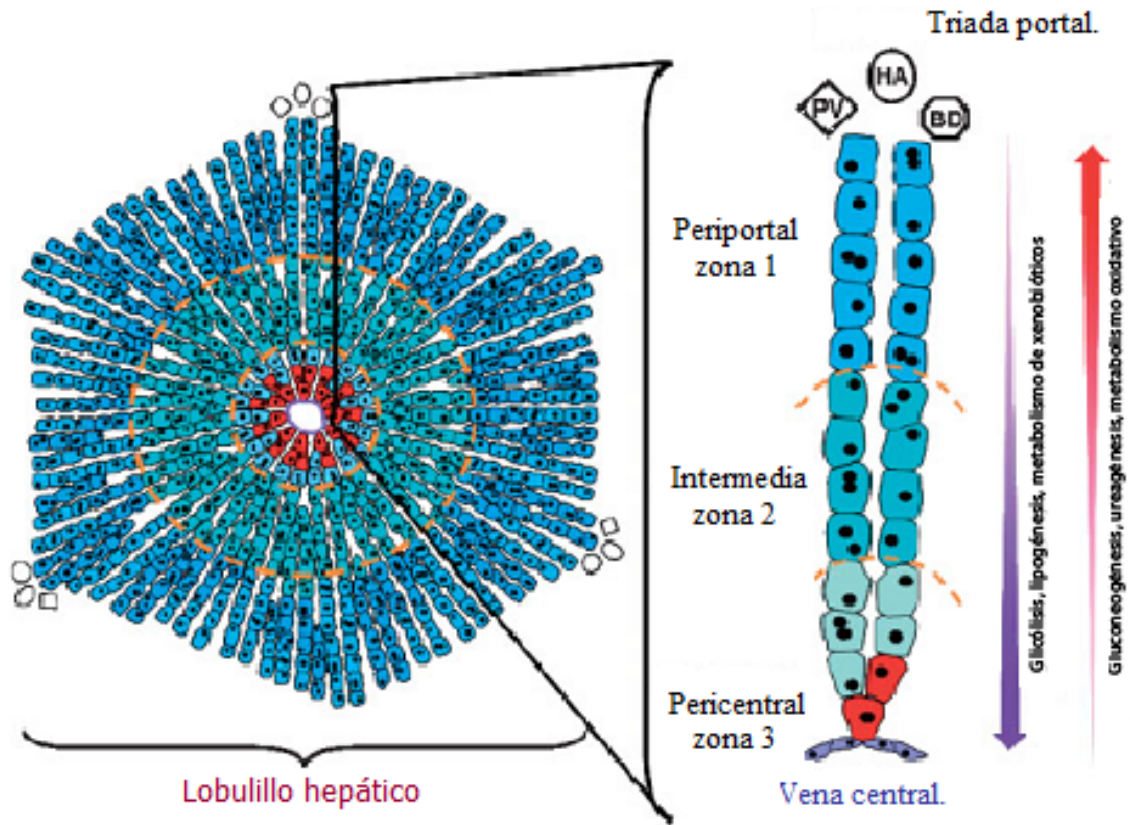 Triada portal.
HA
PV
BD
Periportal
zona 1
Intermedia
zona 2
Pericentral
zona 3
Glicólisis, lipogénesis, metabolismo de xenobióticos
Gluconeogénesis, ureagénesis, metabolismo oxidativo
Lobulillo hepático
Vena central.